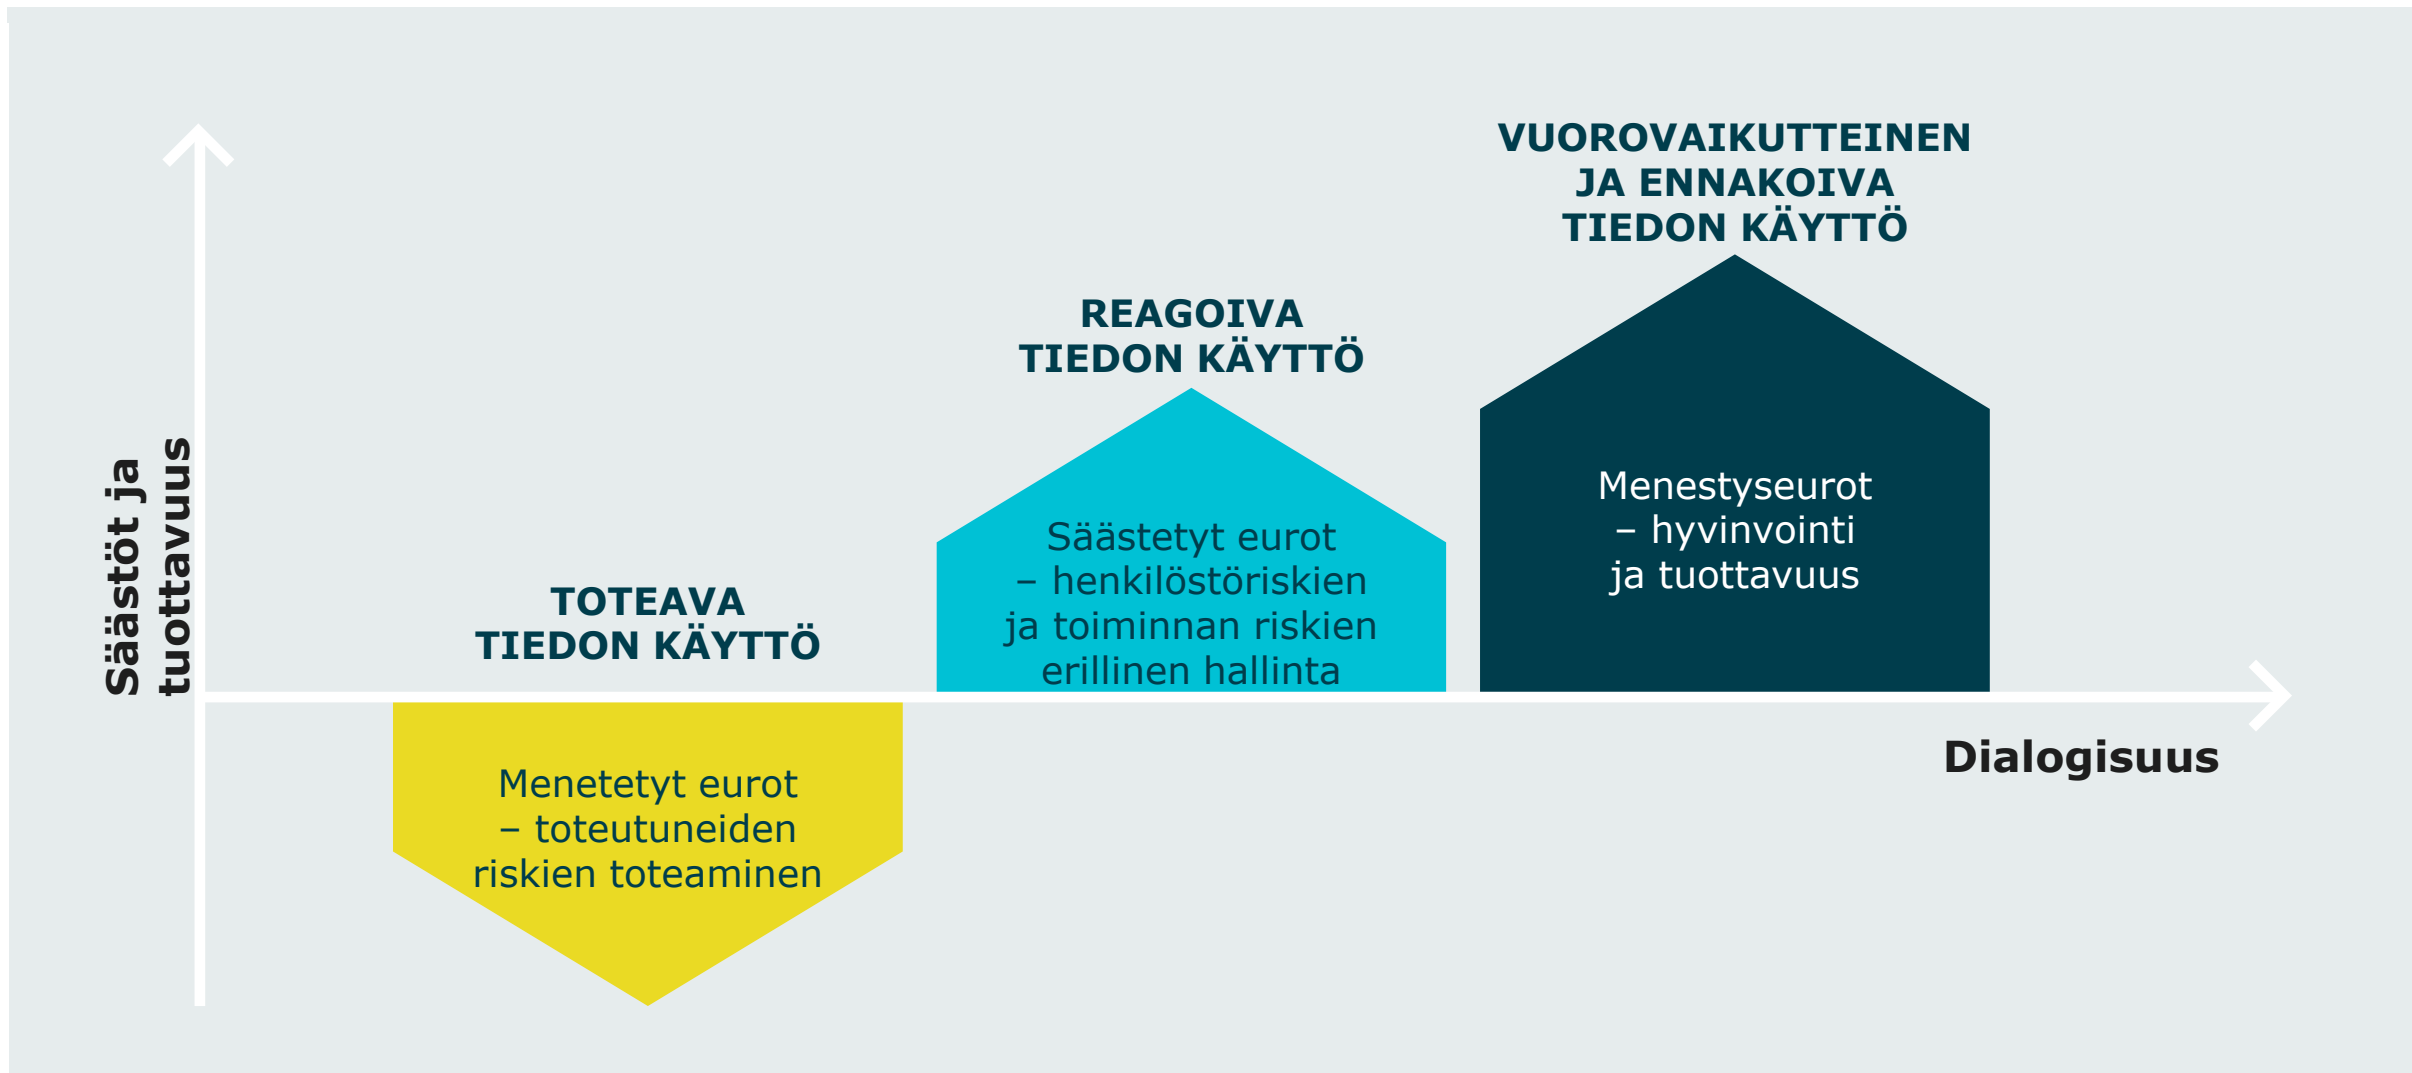 Säästöt ja
tuottavuus
TOTEAVA
TIEDON KÄYTTÖ
Menetetyt eurot
– toteutuneiden
riskien toteaminen
REAGOIVA
TIEDON KÄYTTÖ
Säästetyt eurot
– henkilöstöriskien
ja toiminnan riskien
erillinen hallinta
VUOROVAIKUTTEINEN
JA ENNAKOIVA
TIEDON KÄYTTÖ
Menestyseurot
– hyvinvointi
ja tuottavuus
Dialogisuus